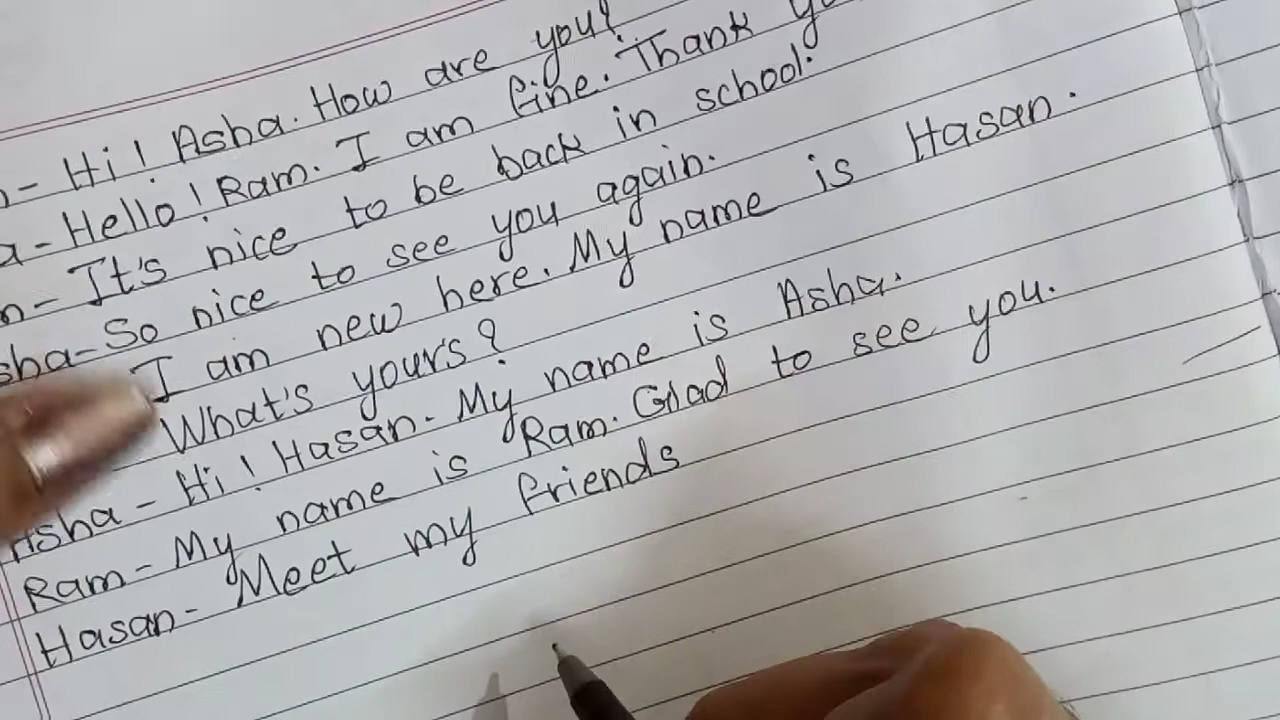 - Hi! Asha. How are you?
a - Hello! Ram. I am fine. Thank
- It's nice to be back in school.
sha - So nice to see you again.
I am new here. My name is Hasan.
What's your's?
Asha - Hi! Hasan. My name is Asha.
Ram - My name is Ram. Glad to see you.
Hasan - Meet my friends